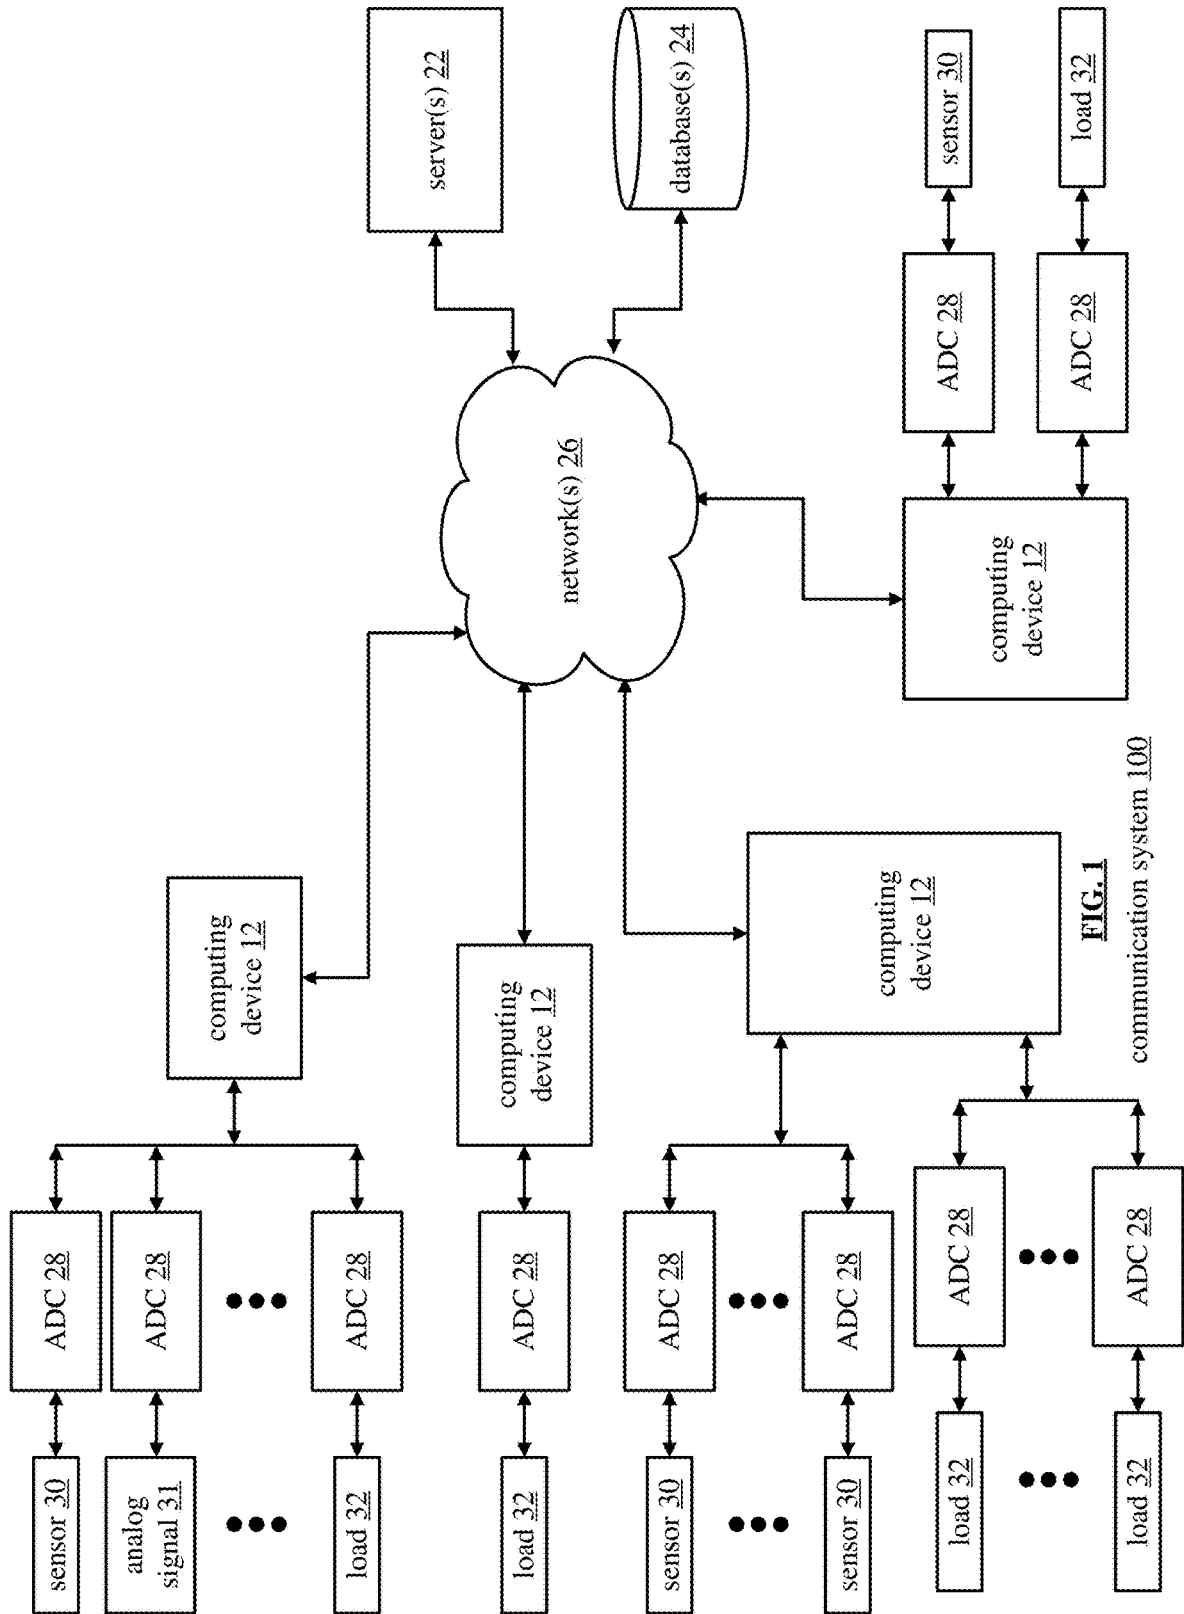 sensor 30
ADC 28
analog
signal 31
ADC 28
computing
device 12
load 32
ADC 28
server(s) 22
load 32
ADC 28
computing
device 12
network(s) 26
sensor 30
ADC 28
database(s) 24
sensor 30
ADC 28
computing
device 12
load 32
ADC 28
load 32
ADC 28
computing
device 12
ADC 28
sensor 30
ADC 28
load 32
FIG. 1
communication system 100